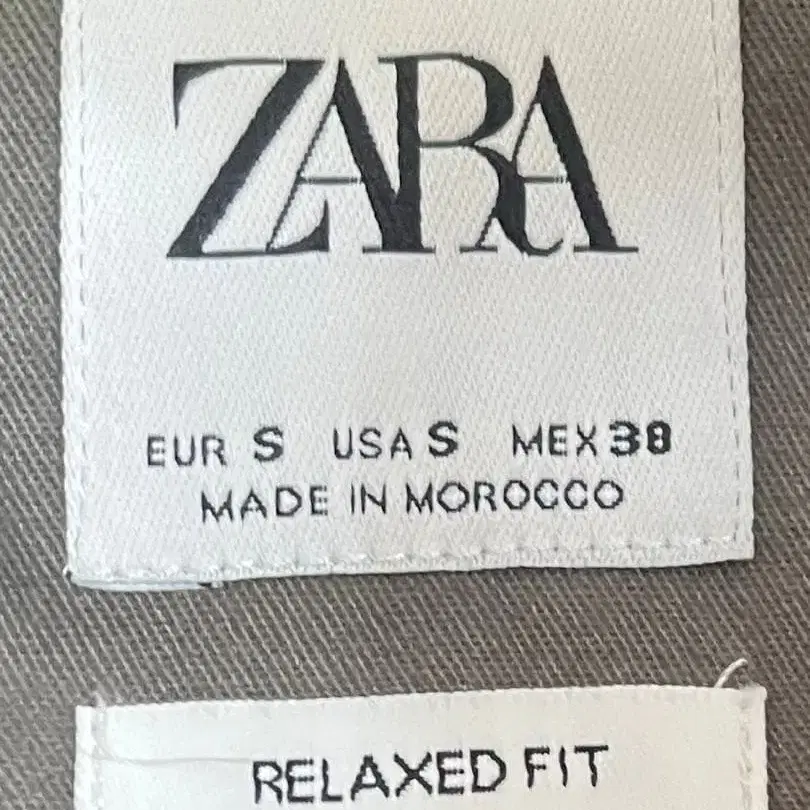 ZARA
EUR S USA S MEX 38
MADE IN MOROCCO
RELAXED FIT